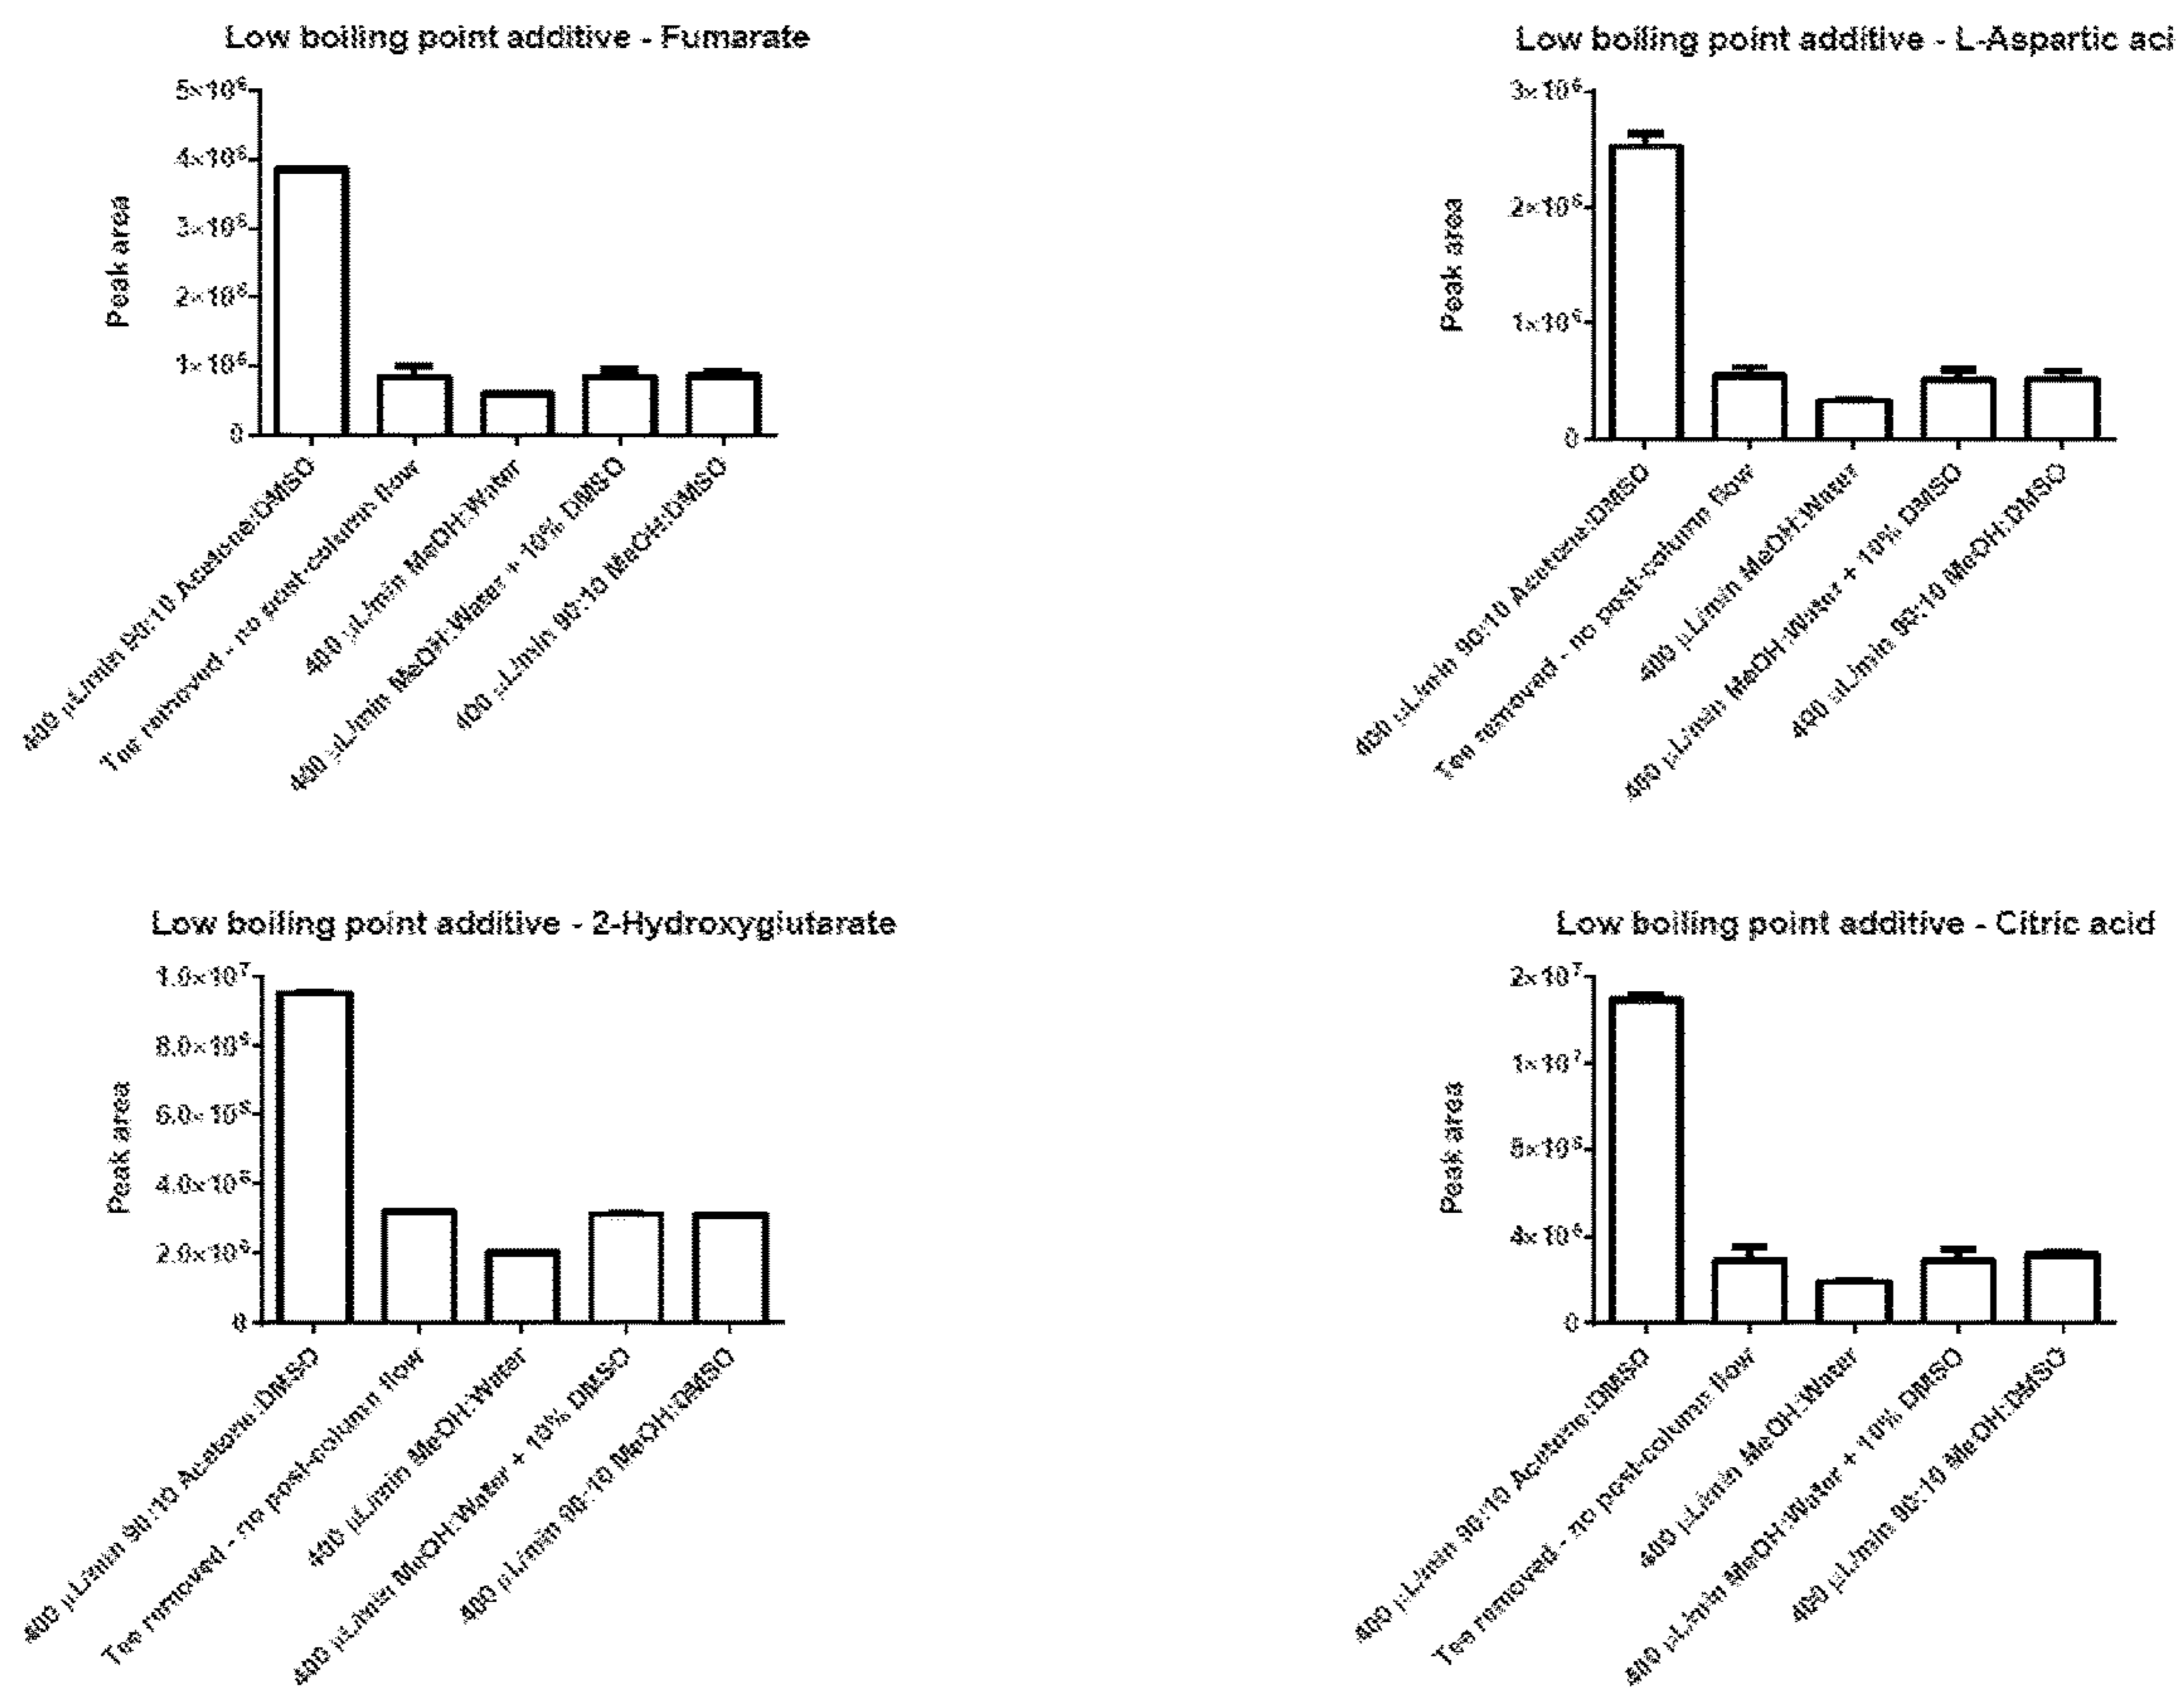 Low boiling point additive - Fumarate
Peak area
5×10⁶
4×10⁶
3×10⁶
2×10⁶
1×10⁶
0
400 µL/min 90:10 Acetone:DMSO
Tee removed - no post-column flow
400 µL/min MeOH:Water
400 µL/min MeOH:Water + 10% DMSO
400 µL/min 90:10 MeOH:DMSO
Low boiling point additive - L-Aspartic aci
Peak area
3×10⁶
2×10⁶
1×10⁶
0
400 µL/min 90:10 Acetone:DMSO
Tee removed - no post-column flow
400 µL/min MeOH:Water
400 µL/min MeOH:Water + 10% DMSO
400 µL/min 90:10 MeOH:DMSO
Low boiling point additive - 2-Hydroxyglutarate
Peak area
1.0×10⁷
8.0×10⁶
6.0×10⁶
4.0×10⁶
2.0×10⁶
0
400 µL/min 90:10 Acetone:DMSO
Tee removed - no post-column flow
400 µL/min MeOH:Water
400 µL/min MeOH:Water + 10% DMSO
400 µL/min 90:10 MeOH:DMSO
Low boiling point additive - Citric acid
Peak area
2×10⁷
1×10⁷
4×10⁶
0
400 µL/min 90:10 Acetone:DMSO
Tee removed - no post-column flow
400 µL/min MeOH:Water
400 µL/min MeOH:Water + 10% DMSO
400 µL/min 90:10 MeOH:DMSO